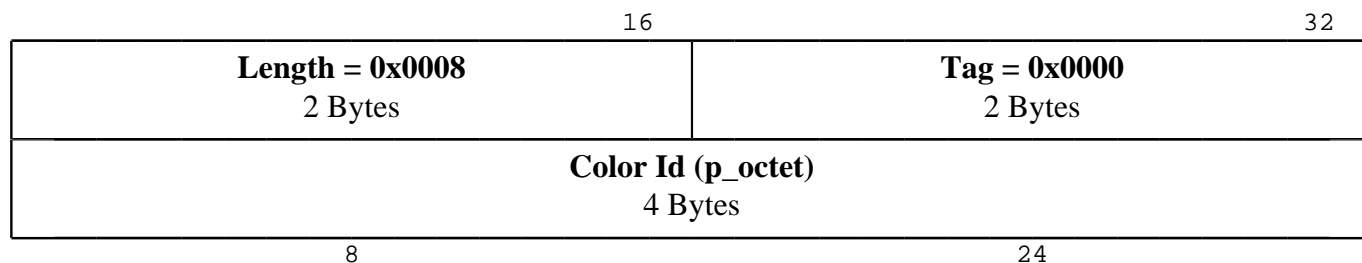 16 32
Length = 0x0008 Tag = 0x0000
2 Bytes 2 Bytes
Color Id (p_octet)
4 Bytes
8 24